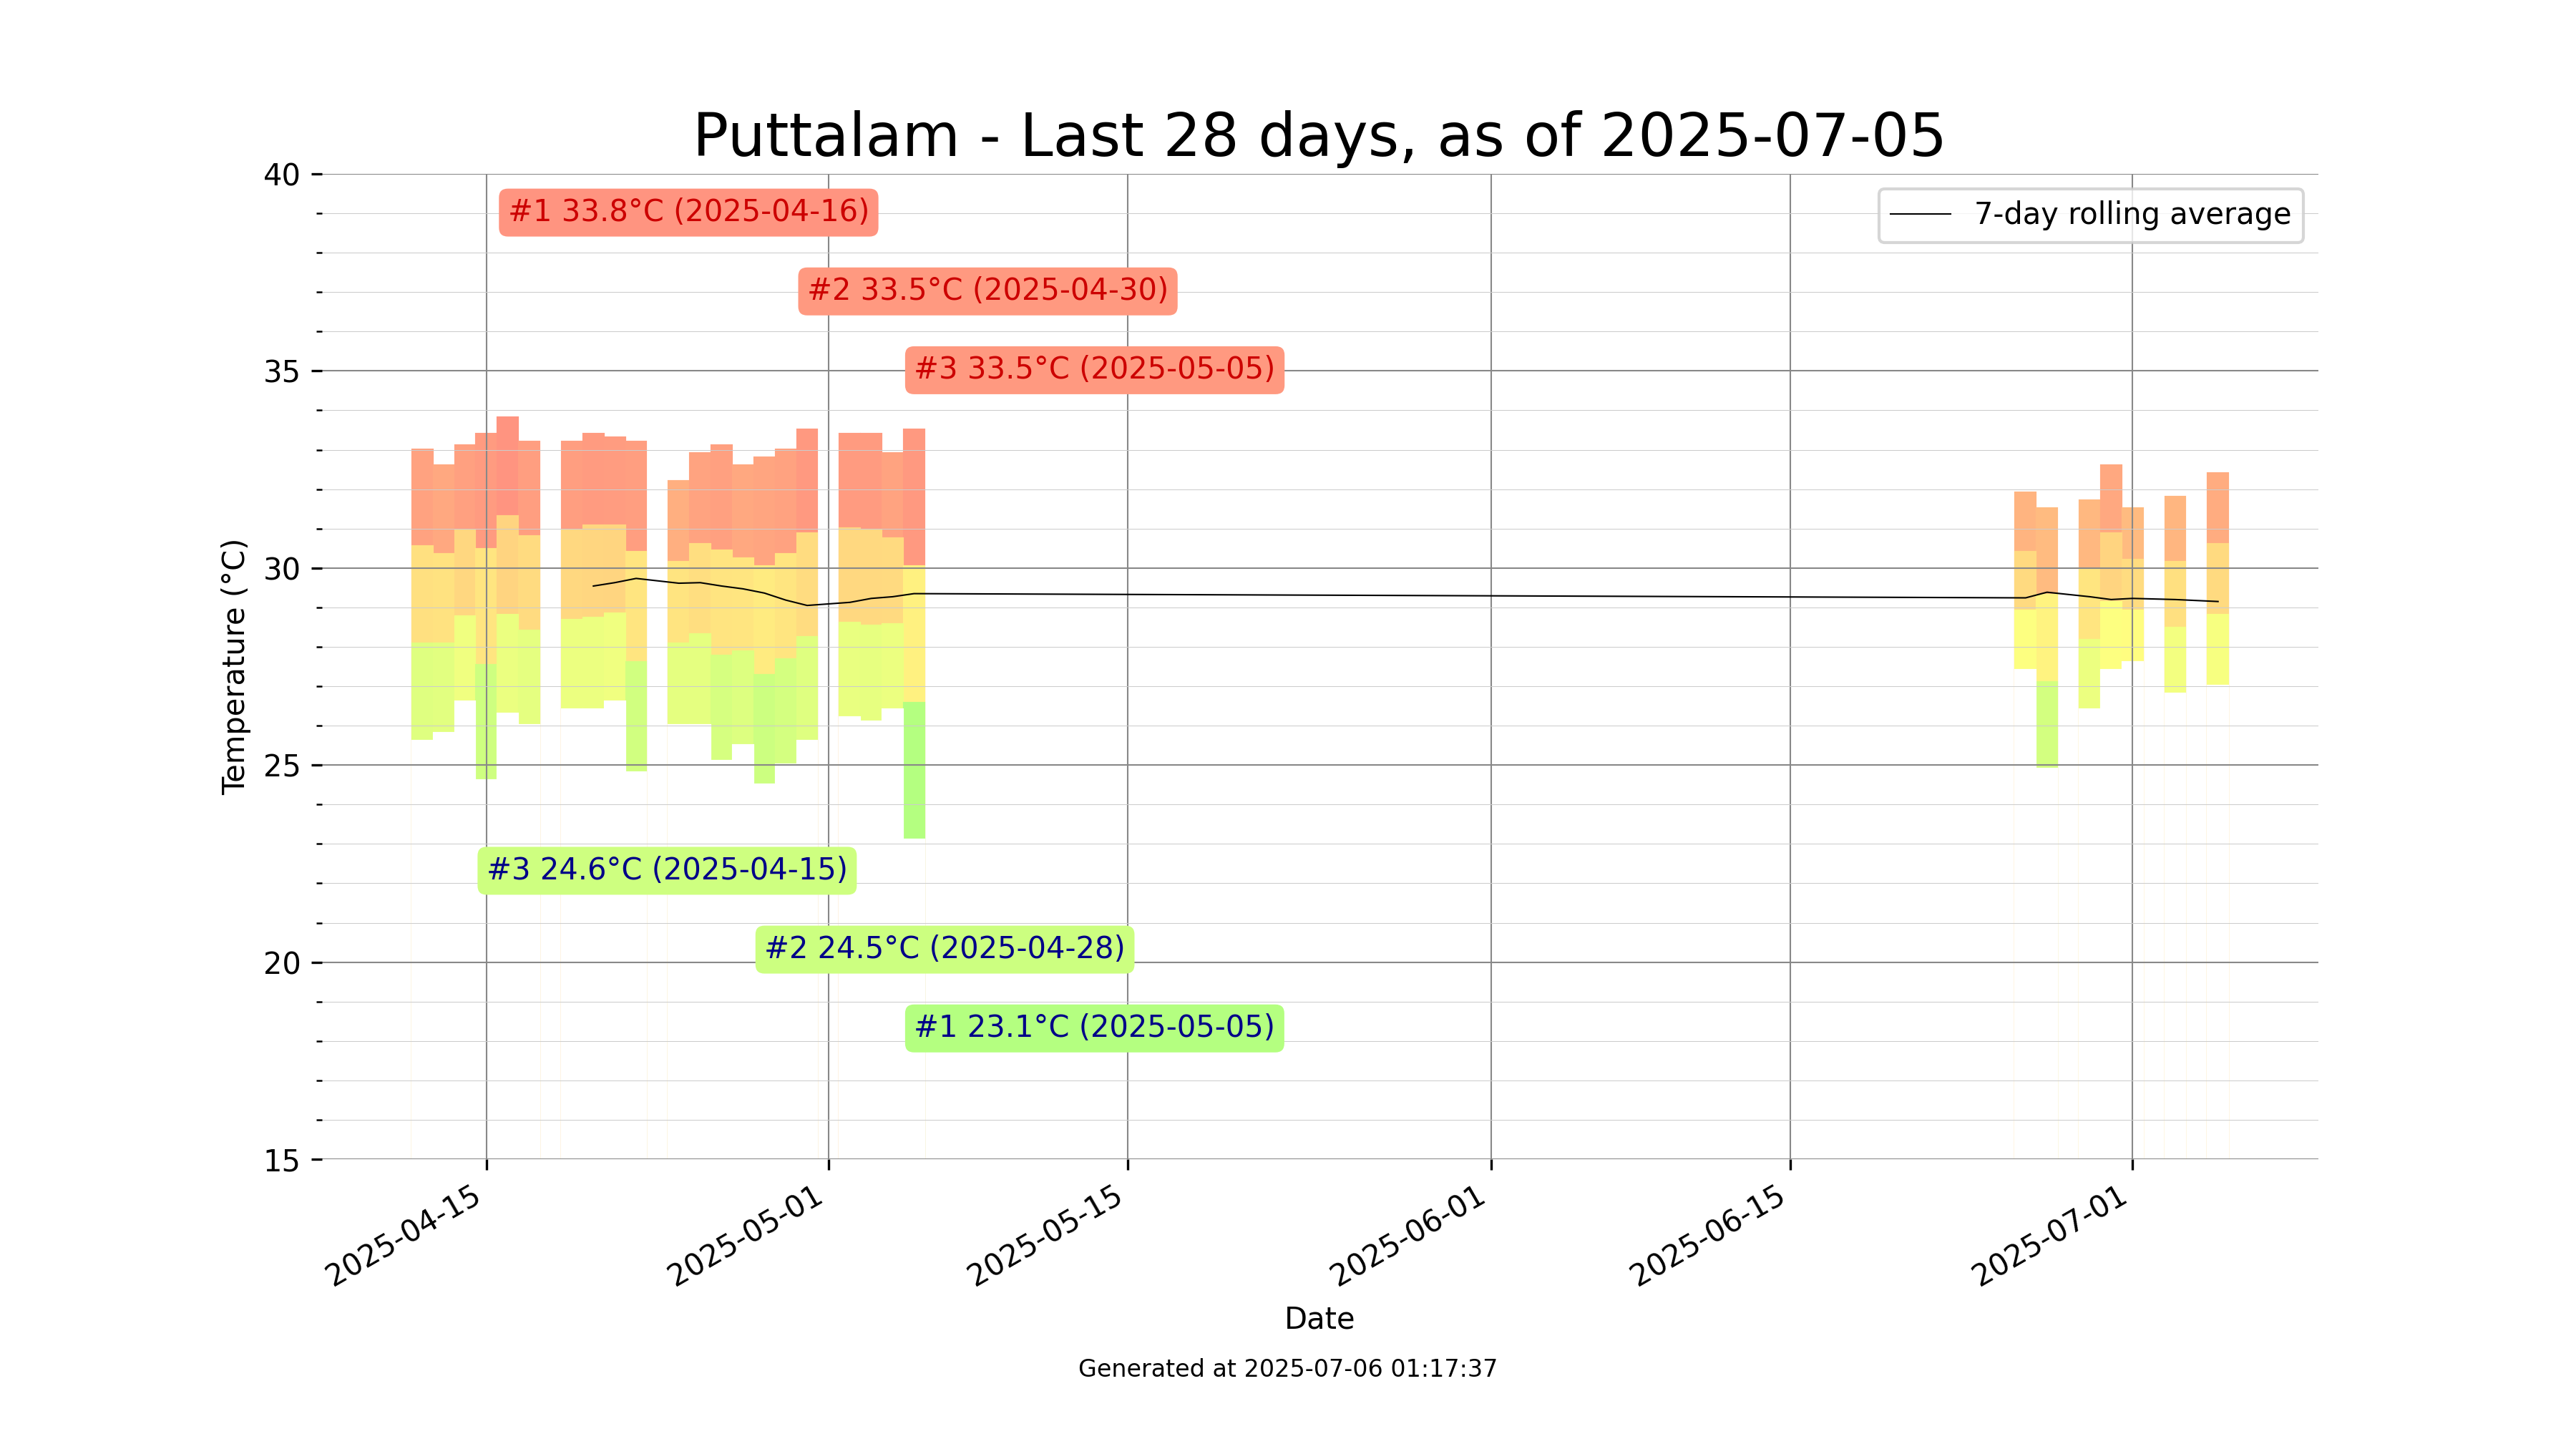 Puttalam - Last 28 days, as of 2025-07-05
40
35
30
25
20
15
Temperature (°C)
#1 33.8°C (2025-04-16)
7-day rolling average
#2 33.5°C (2025-04-30)
#3 33.5°C (2025-05-05)
#3 24.6°C (2025-04-15)
#2 24.5°C (2025-04-28)
#1 23.1°C (2025-05-05)
2025-04-15
2025-05-01
2025-05-15
2025-06-01
2025-06-15
2025-07-01
Date
Generated at 2025-07-06 01:17:37